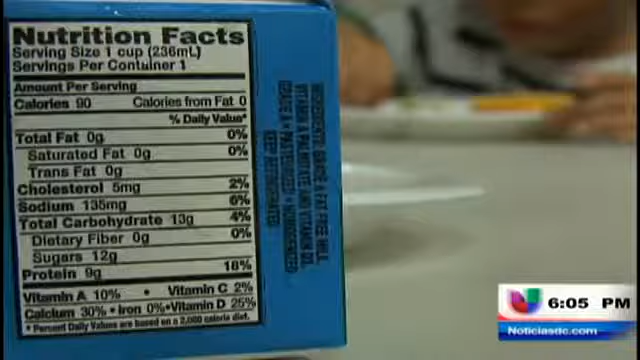 Nutrition Facts
Serving Size 1 cup (236mL)
Servings Per Container 1
Amount Per Serving
Calories 90 Calories from Fat 0
% Daily Value*
Total Fat 0g 0%
Saturated Fat 0g 0%
Trans Fat 0g
Cholesterol 5mg 2%
Sodium 135mg 6%
Total Carbohydrate 13g 4%
Dietary Fiber 0g 0%
Sugars 12g
Protein 9g 18%
Vitamin A 10% • Vitamin C 2%
Calcium 30% • Iron 0% • Vitamin D 25%
* Percent Daily Values are based on a 2,000 calorie diet.
INGREDIENTS: GRADE A FAT FREE MILK,
VITAMIN A PALMITATE AND VITAMIN D3.
GRADE A • PASTEURIZED • HOMOGENIZED
KEEP REFRIGERATED
6:05 PM
Noticiasdc.com